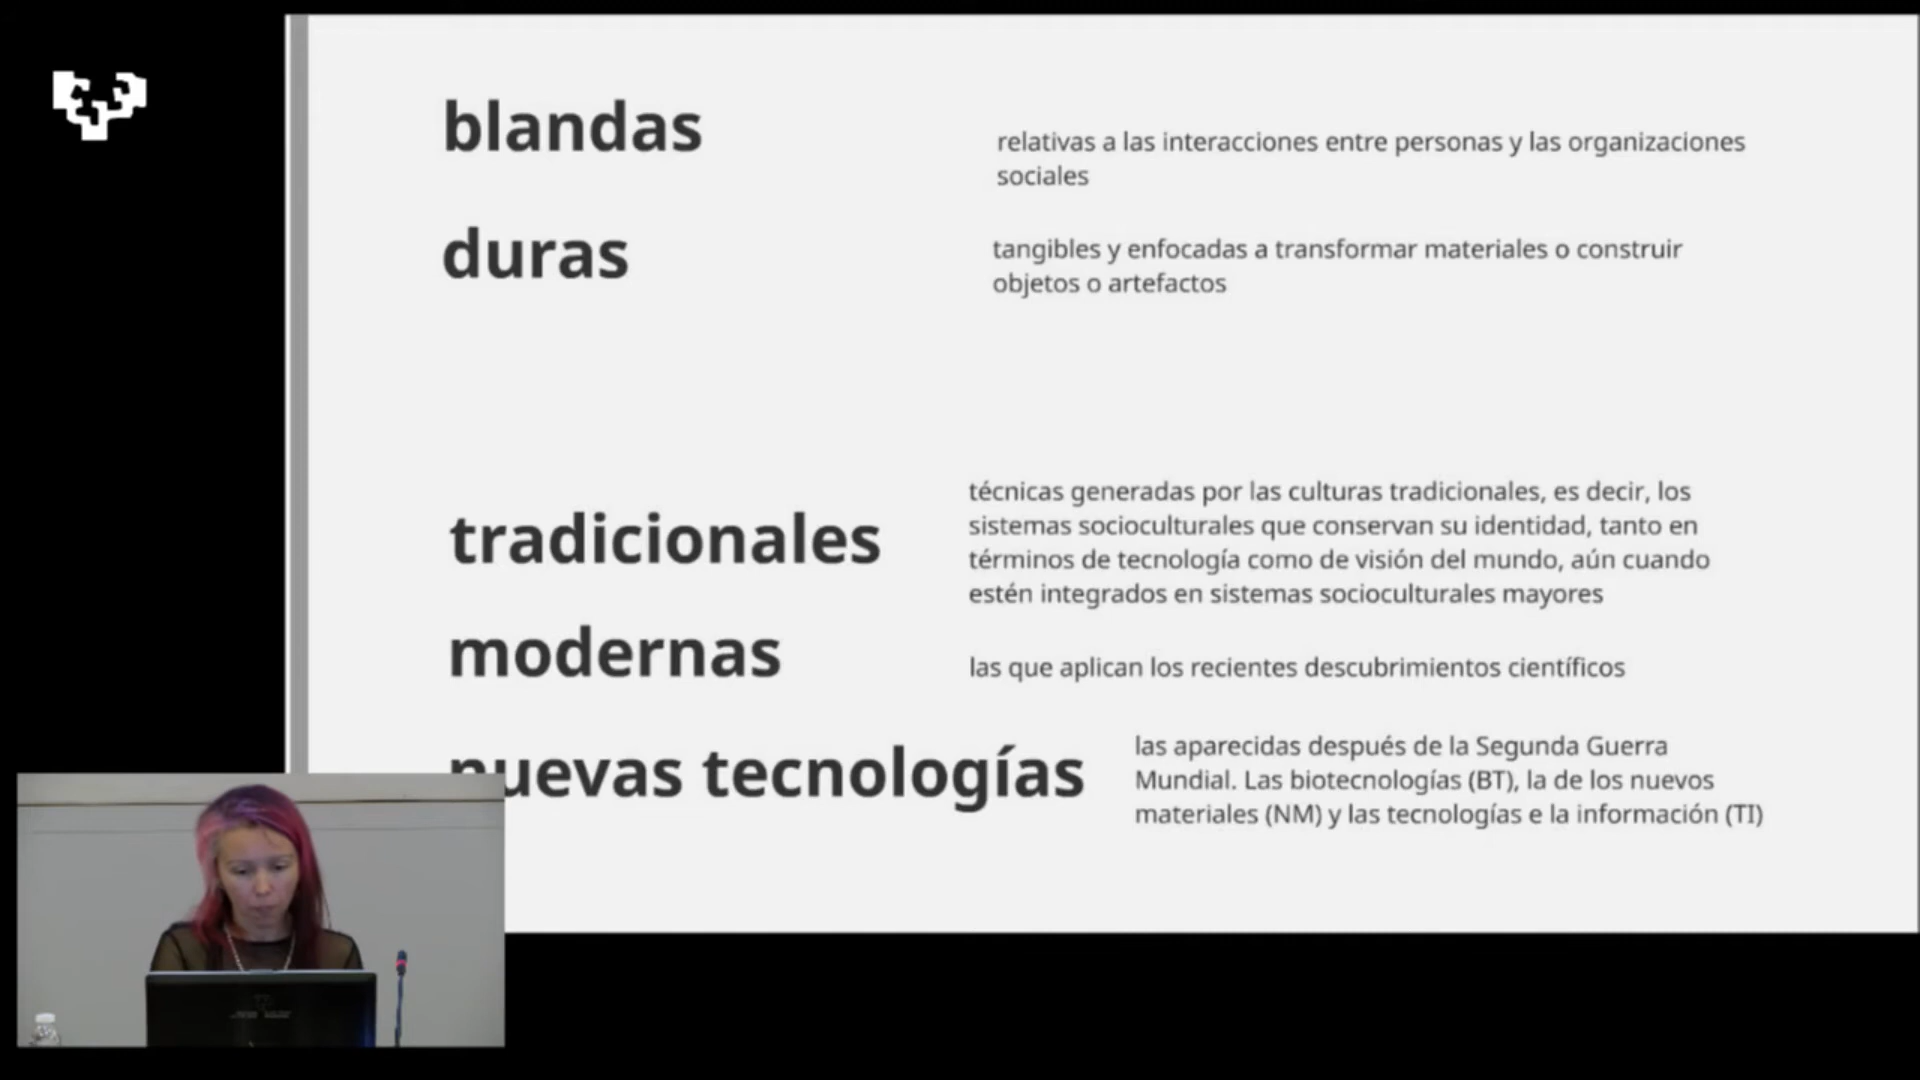 blandas
relativas a las interacciones entre personas y las organizaciones
sociales
duras
tangibles y enfocadas a transformar materiales o construir
objetos o artefactos
tradicionales
técnicas generadas por las culturas tradicionales, es decir, los
sistemas socioculturales que conservan su identidad, tanto en
términos de tecnología como de visión del mundo, aún cuando
estén integrados en sistemas socioculturales mayores
modernas
las que aplican los recientes descubrimientos científicos
nuevas tecnologías
las aparecidas después de la Segunda Guerra
Mundial. Las biotecnologías (BT), la de los nuevos
materiales (NM) y las tecnologías e la información (TI)